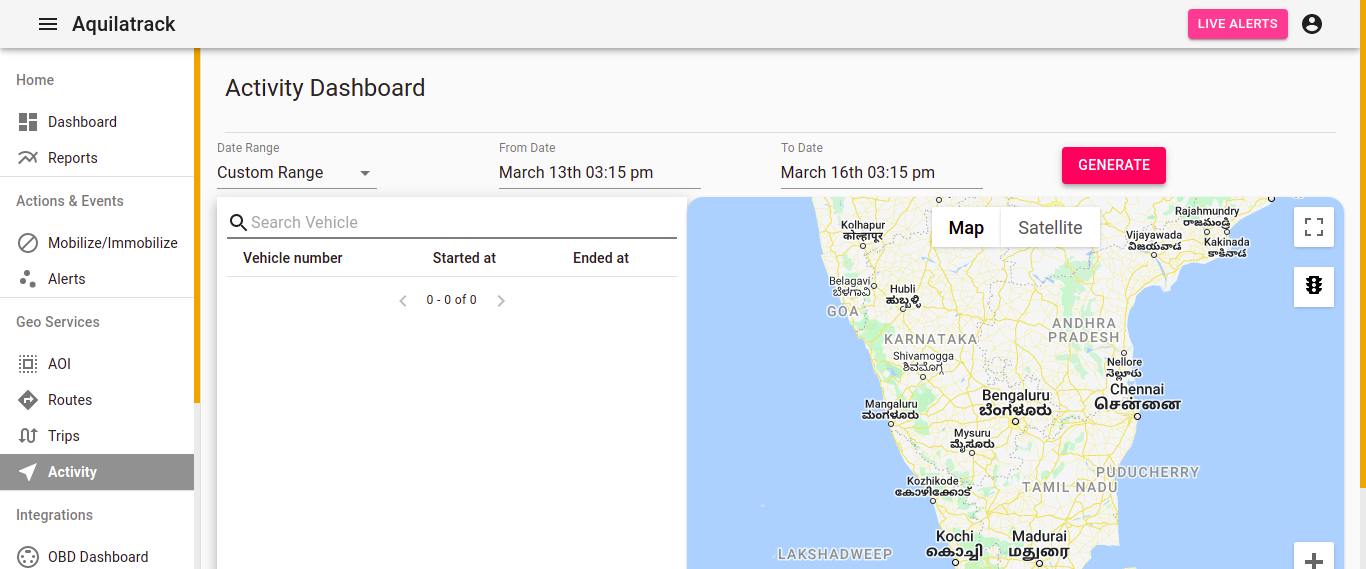 Aquilatrack
LIVE ALERTS
Home
Dashboard
Reports
Actions & Events
Mobilize/Immobilize
Alerts
Geo Services
AOI
Routes
Trips
Activity
Integrations
OBD Dashboard
Activity Dashboard
Date Range
Custom Range
From Date
March 13th 03:15 pm
To Date
March 16th 03:15 pm
GENERATE
Search Vehicle
Vehicle number Started at Ended at
0 - 0 of 0
Map Satellite
Kolhapur
कोल्हापूर
Rajahmundry
రాజమండ్రి
Vijayawada
విజయవాడ
Kakinada
కాకినాడ
Belagavi
ಬೆಳಗಾವಿ
Hubli
ಹುಬ್ಬಳ್ಳಿ
GOA
ANDHRA
PRADESH
KARNATAKA
Shivamogga
ಶಿವಮೊಗ್ಗ
Nellore
నెల్లూరు
Bengaluru
ಬೆಂಗಳೂರು
Chennai
சென்னை
Mangaluru
ಮಂಗಳೂರು
Mysuru
ಮೈಸೂರು
PUDUCHERRY
Kozhikode
കോഴിക്കോട്
TAMIL NADU
Kochi
കൊച്ചി
Madurai
மதுரை
LAKSHADWEEP